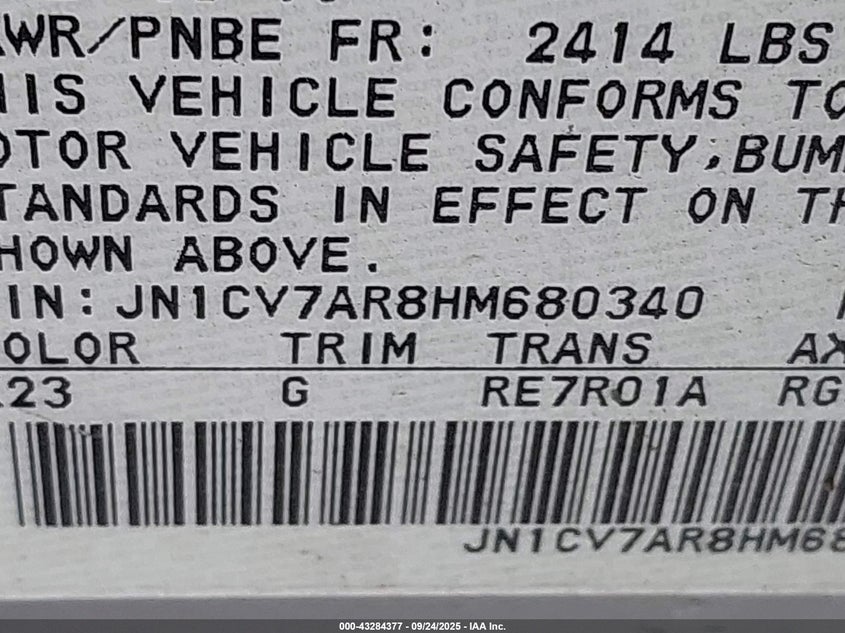 AWR/PNBE FR: 2414 LBS
HIS VEHICLE CONFORMS TO
OTOR VEHICLE SAFETY,BUM
TANDARDS IN EFFECT ON TH
HOWN ABOVE.
IN:JN1CV7AR8HM680340
OLOR TRIM TRANS AX
23 G RE7R01A RG
JN1CV7AR8HM68
000-43284377 - 09/24/2025 - IAA Inc.